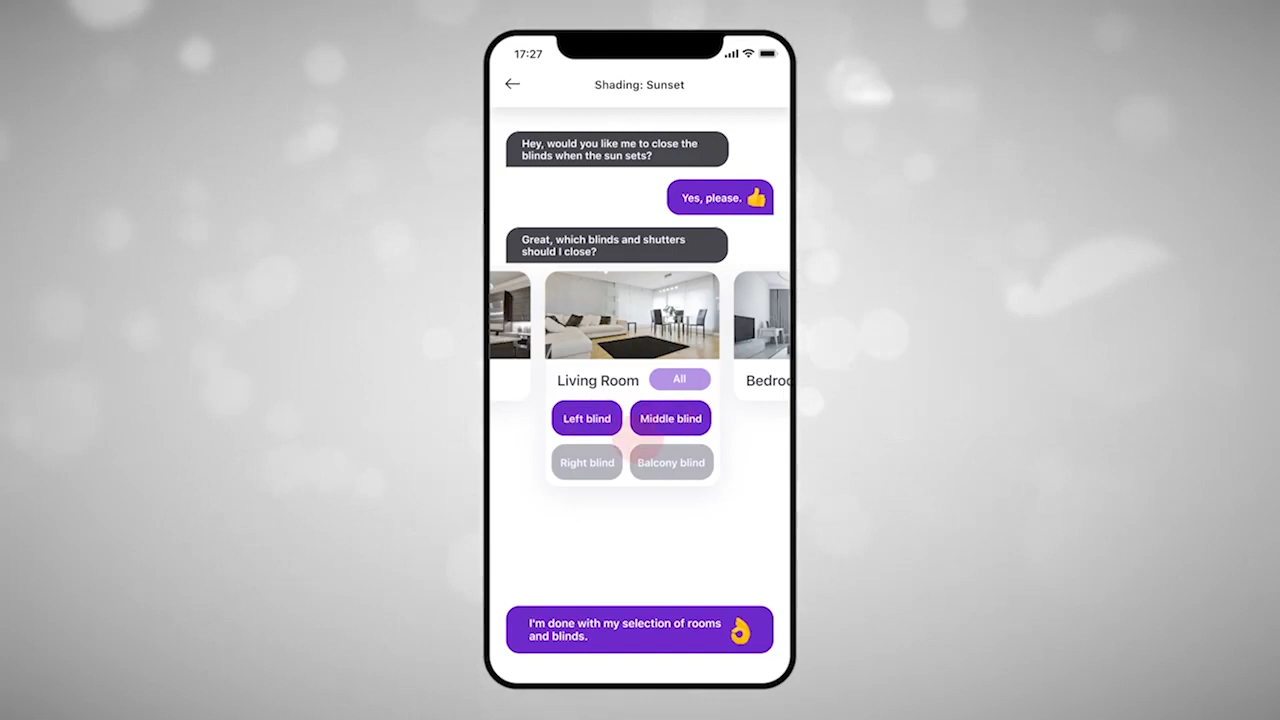 17:27
Shading: Sunset
Hey, would you like me to close the
blinds when the sun sets?
Yes, please. 👍
Great, which blinds and shutters
should I close?
Living Room
All
Bedroo
Left blind
Middle blind
Right blind
Balcony blind
I'm done with my selection of rooms
and blinds. 👌